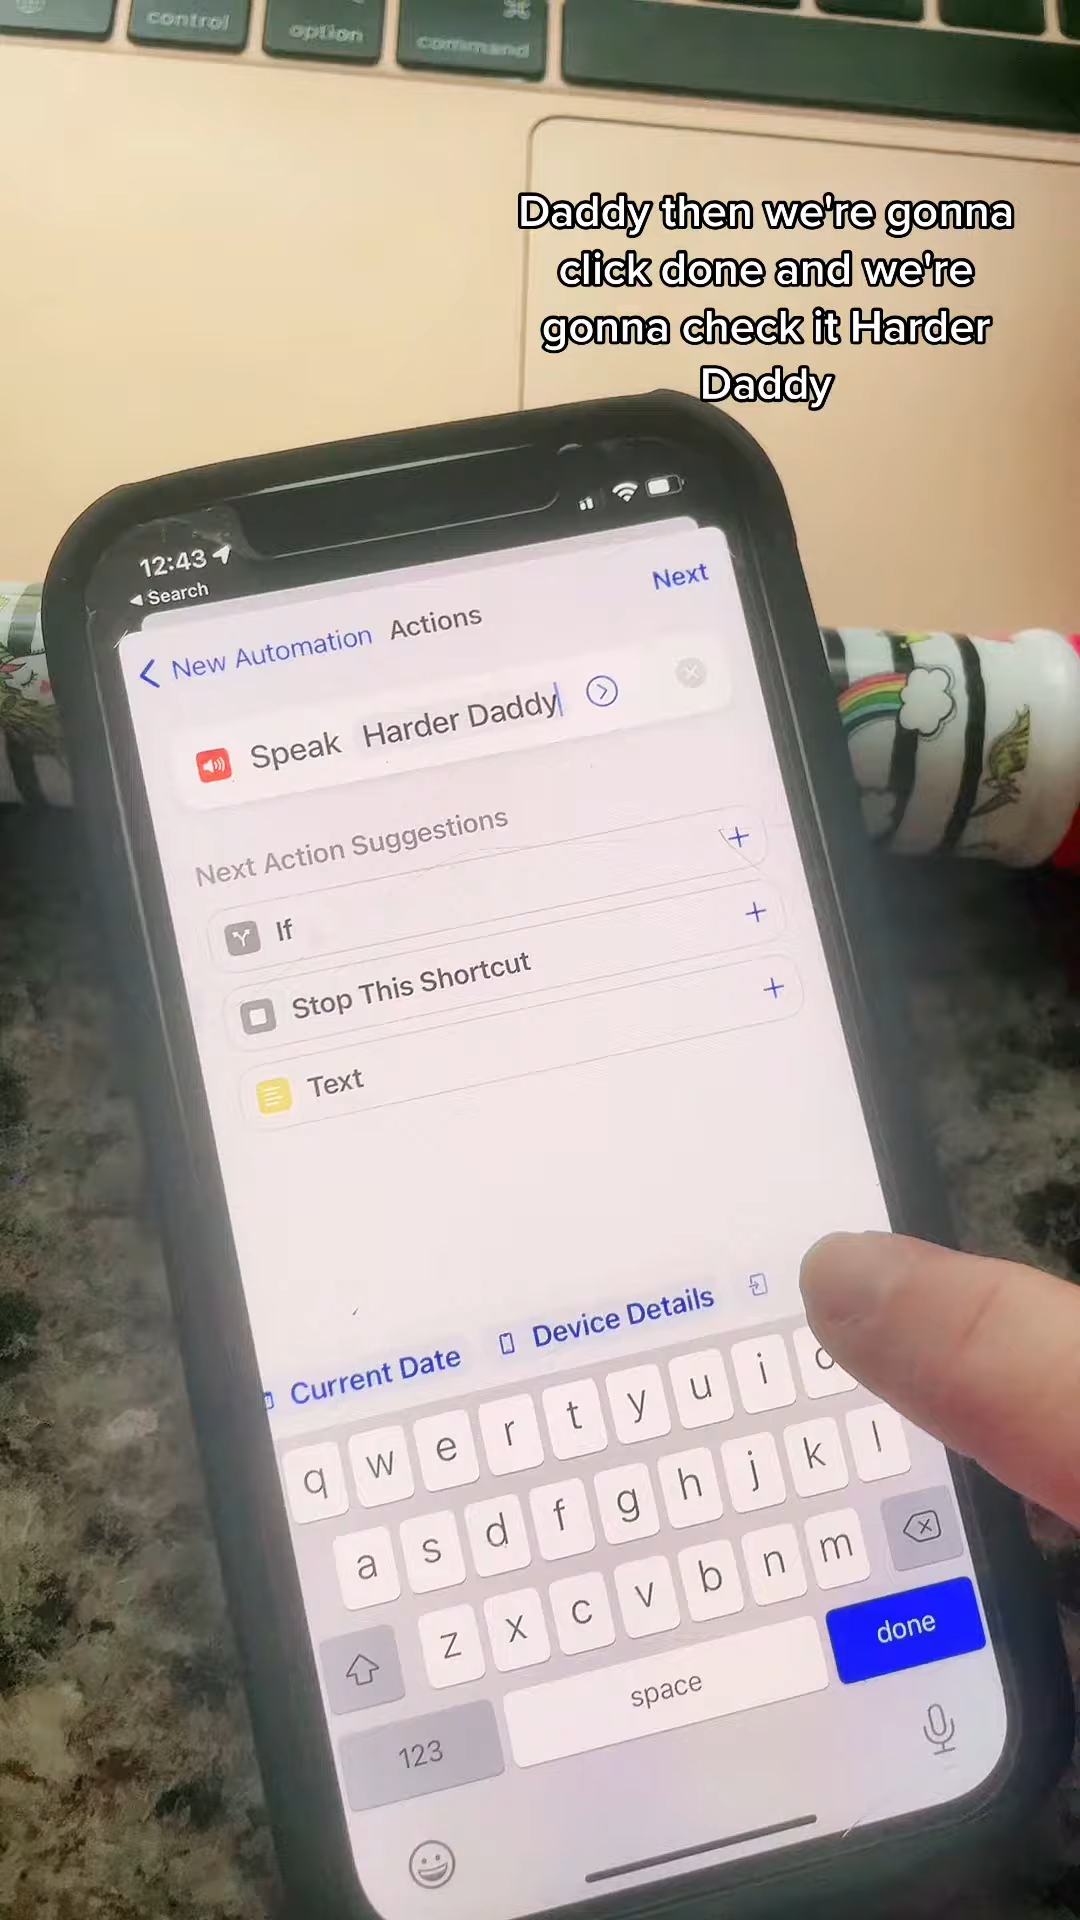 control
option
command
Daddy then we're gonna
click done and we're
gonna check it Harder
Daddy
12:43
Search
Next
New Automation
Actions
Speak Harder Daddy
Next Action Suggestions
If
Stop This Shortcut
Text
Current Date
Device Details
q w e r t y u i o
a s d f g h j k l
z x c v b n m
123
space
done